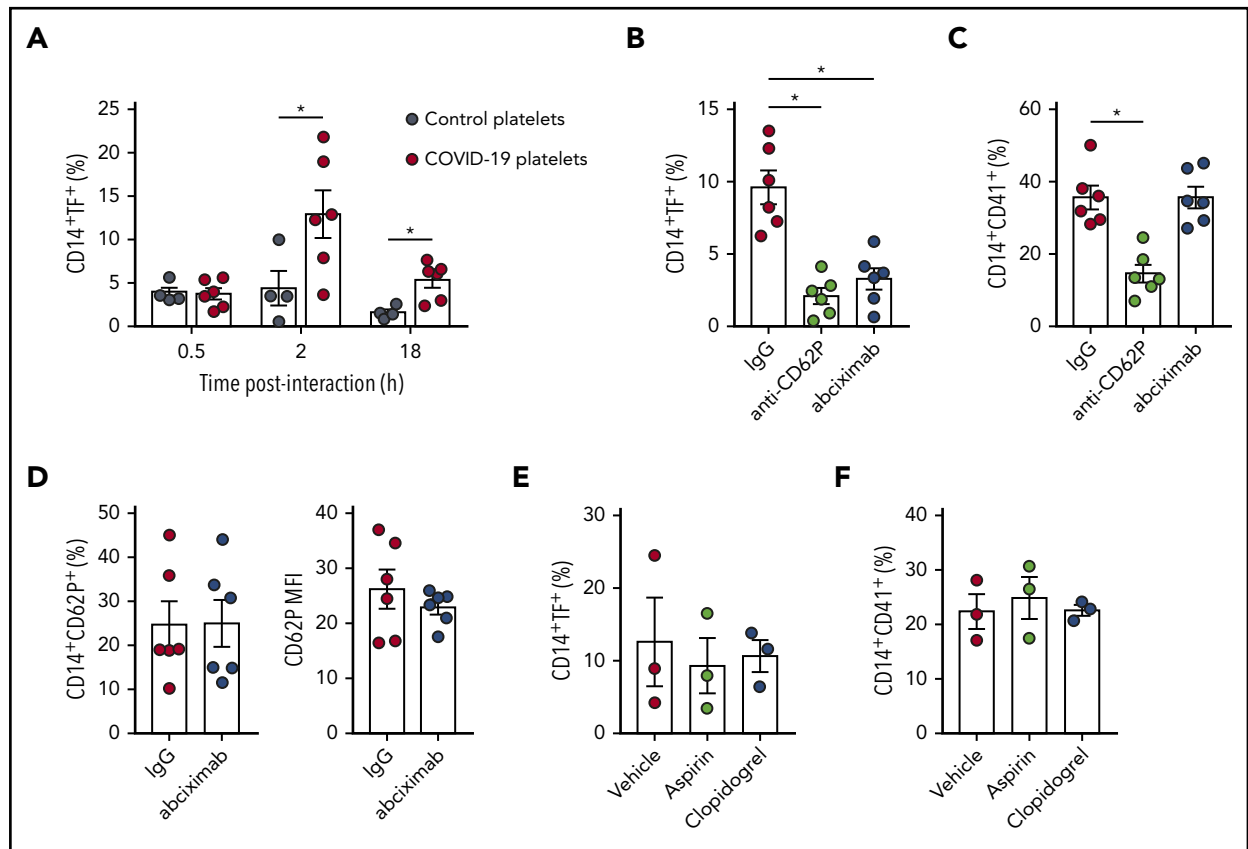 A
CD14⁺TF⁺ (%)
25
20
15
10
5
0
*
*
0.5
2
18
Time post-interaction (h)
Control platelets
COVID-19 platelets
B
CD14⁺TF⁺ (%)
15
10
5
0
*
*
IgG
anti-CD62P
abciximab
C
CD14⁺CD41⁺ (%)
60
40
20
0
*
IgG
anti-CD62P
abciximab
D
CD14⁺CD62P⁺ (%)
50
40
30
20
10
0
IgG
abciximab
CD62P MFI
40
30
20
10
0
IgG
abciximab
E
CD14⁺TF⁺ (%)
30
20
10
0
Vehicle
Aspirin
Clopidogrel
F
CD14⁺CD41⁺ (%)
40
30
20
10
0
Vehicle
Aspirin
Clopidogrel